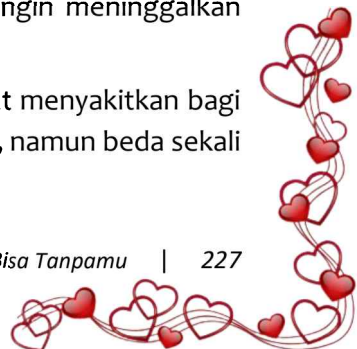 ngin meninggalkan
t menyakitkan bagi
, namun beda sekali
Bisa Tanpamu | 227